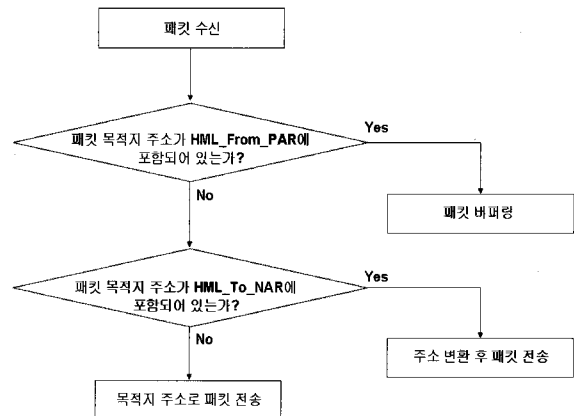 패킷 수신
패킷 목적지 주소가 HML_From_PAR에
포함되어 있는가?
Yes
No
패킷 버퍼링
패킷 목적지 주소가 HML_To_NAR에
포함되어 있는가?
Yes
No
주소 변환 후 패킷 전송
목적지 주소로 패킷 전송